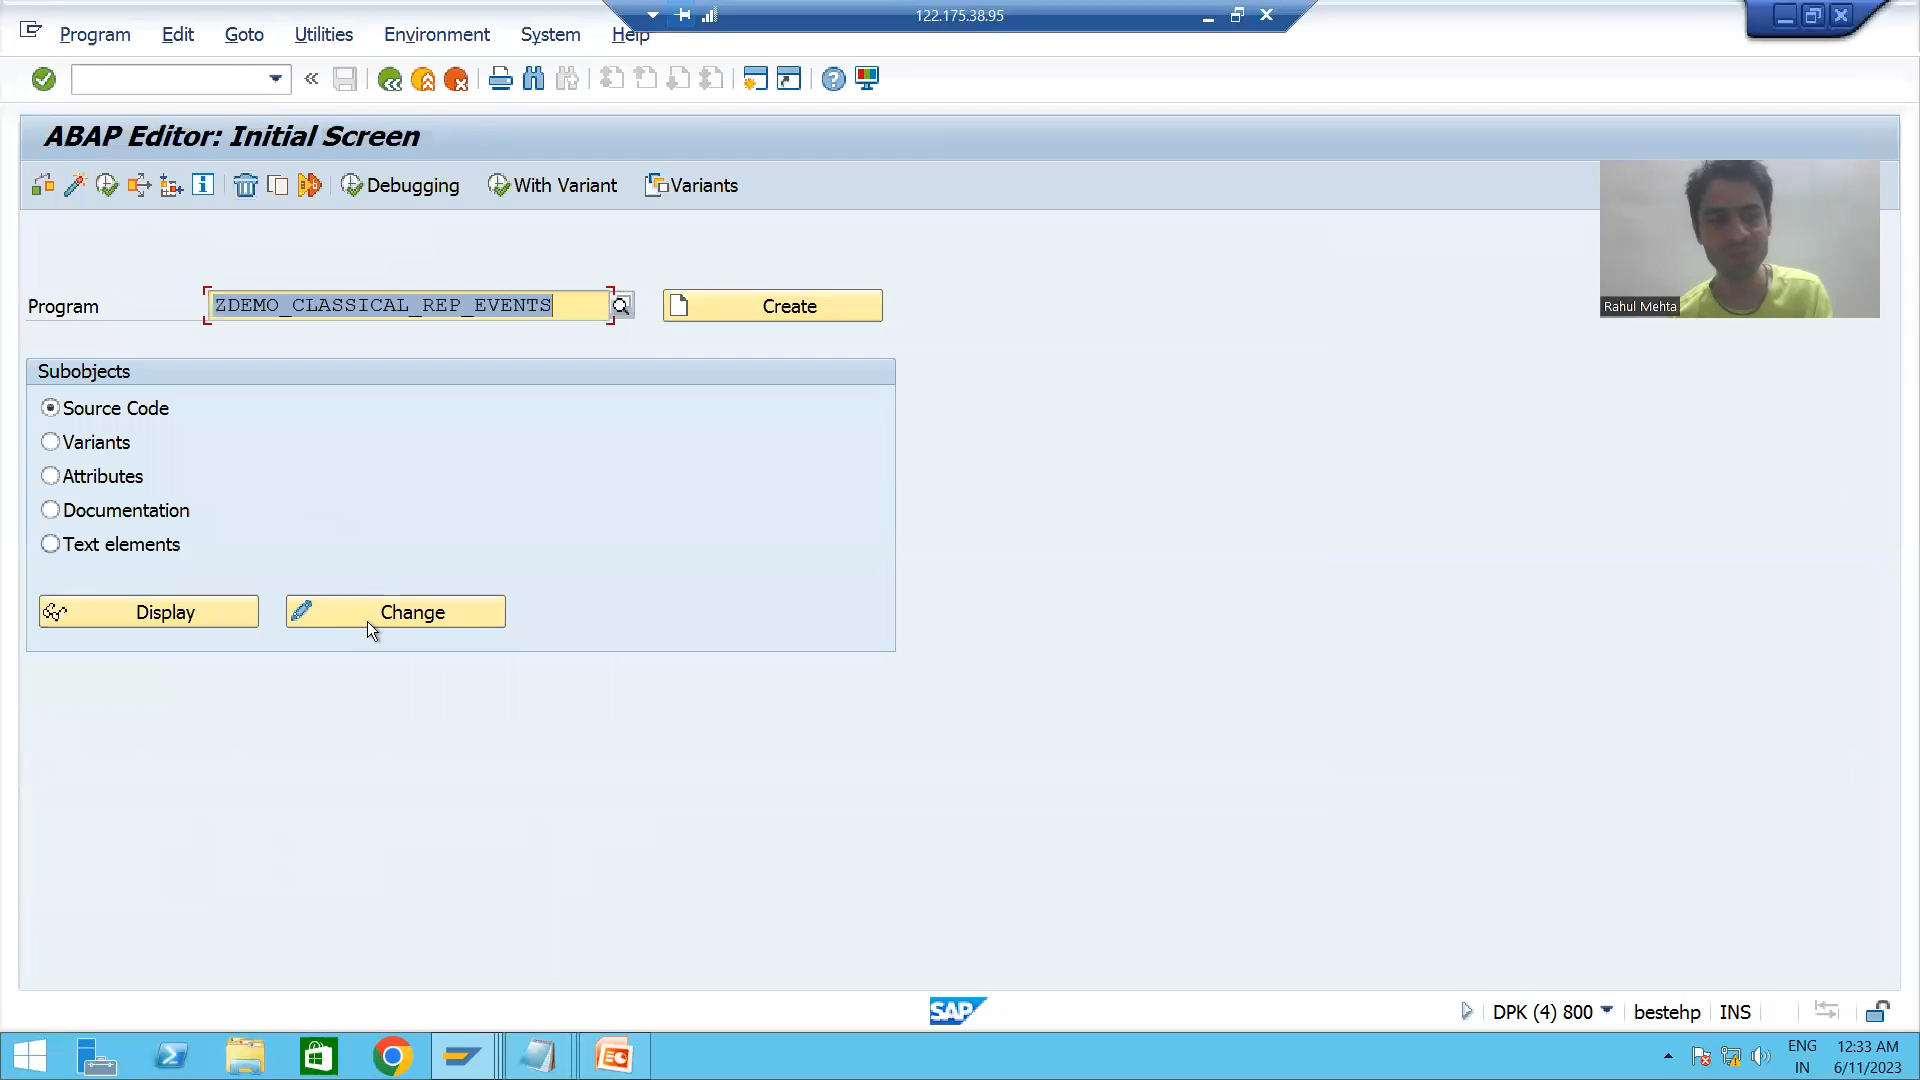 122.175.38.95
Program Edit Goto Utilities Environment System Help
ABAP Editor: Initial Screen
Debugging With Variant Variants
Rahul Mehta
Program ZDEMO_CLASSICAL_REP_EVENTS Create
Subobjects
Source Code
Variants
Attributes
Documentation
Text elements
Display Change
SAP
DPK (4) 800 bestehp INS
ENG 12:33 AM
IN 6/11/2023